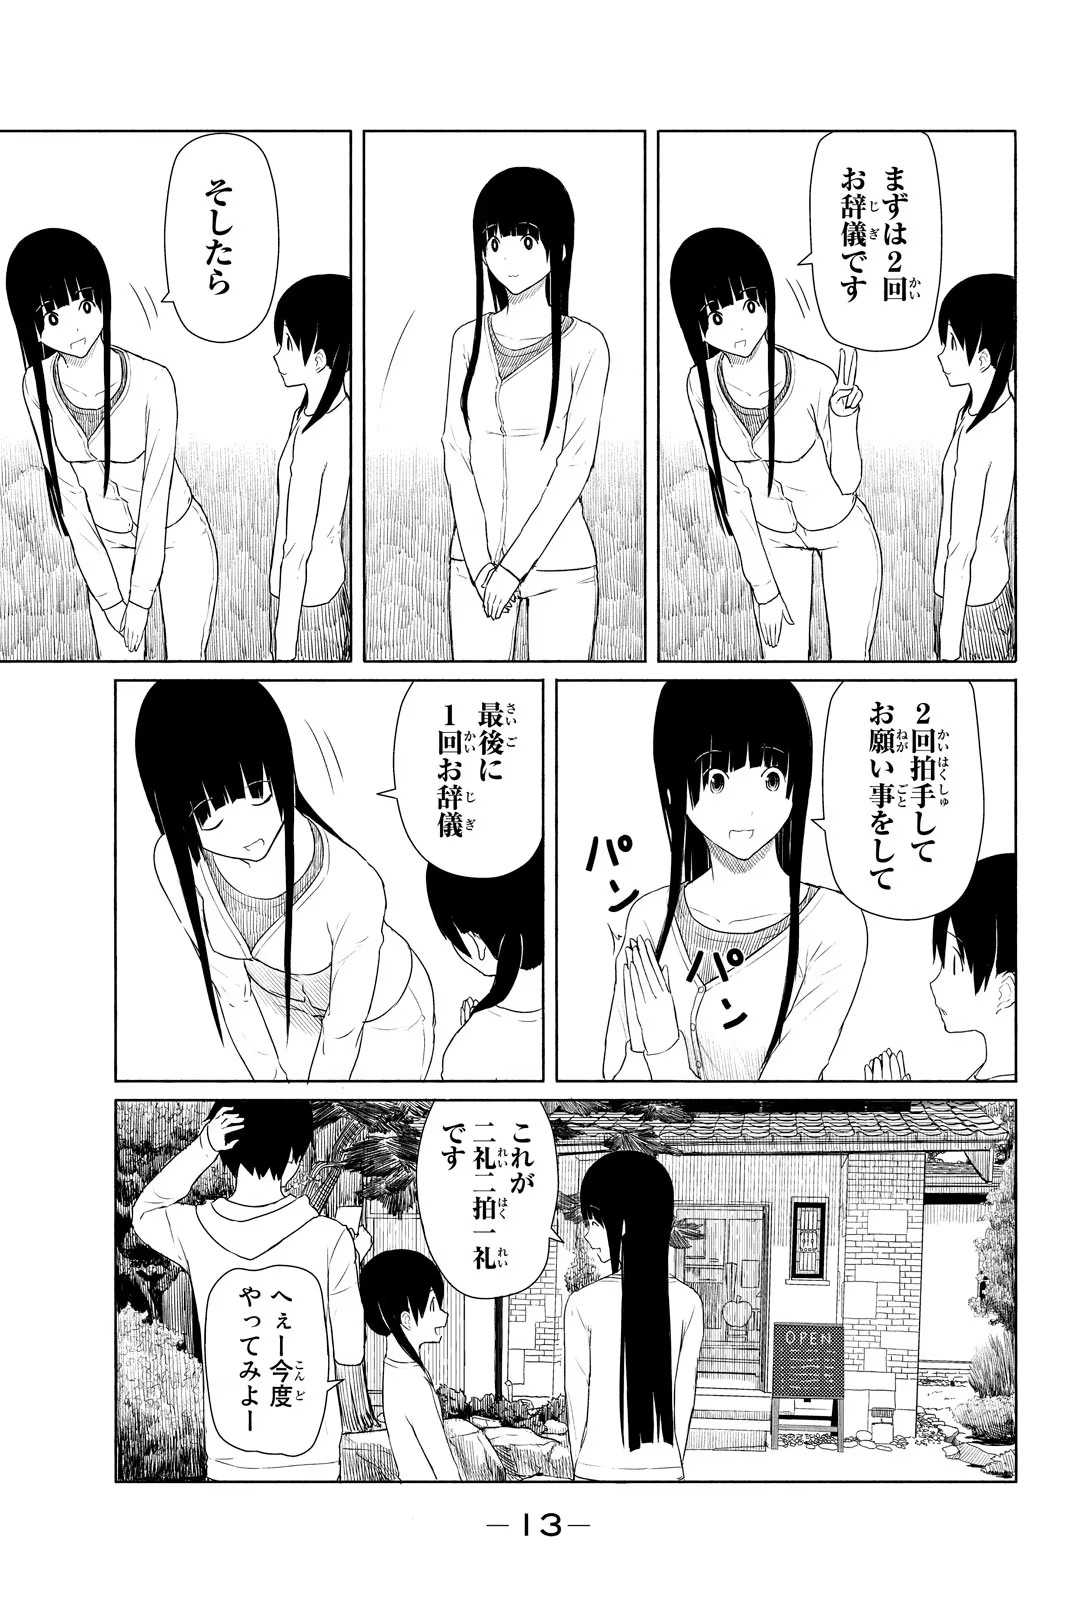 まずは2回
お辞儀です
そしたら
2回拍手して
お願い事をして
パン
パン
最後に
1回お辞儀
これが
二礼二拍一礼
です
へぇー今度
やってみよー
OPEN
—13—